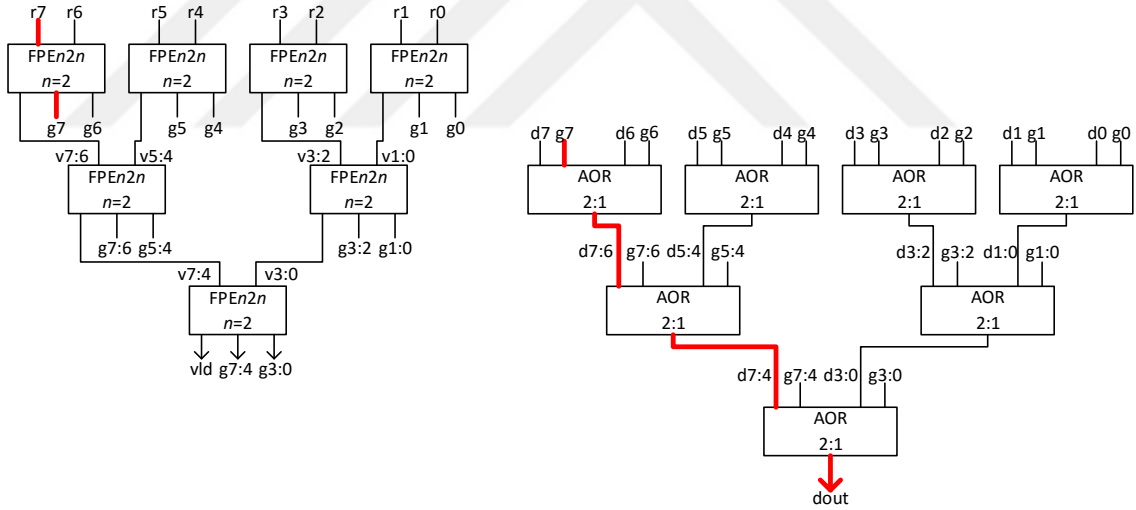 r7 r6 r5 r4 r3 r2 r1 r0
FPEn2n FPEn2n FPEn2n FPEn2n
n=2 n=2 n=2 n=2
g7 g6 g5 g4 g3 g2 g1 g0
v7:6 v5:4 v3:2 v1:0
FPEn2n FPEn2n
n=2 n=2
g7:6 g5:4 g3:2 g1:0
v7:4 v3:0
FPEn2n
n=2
vld g7:4 g3:0
d7 g7 d6 g6 d5 g5 d4 g4 d3 g3 d2 g2 d1 g1 d0 g0
AOR AOR AOR AOR
2:1 2:1 2:1 2:1
d7:6 g7:6 d5:4 g5:4 d3:2 g3:2 d1:0 g1:0
AOR AOR
2:1 2:1
d7:4 g7:4 d3:0 g3:0
AOR
2:1
dout